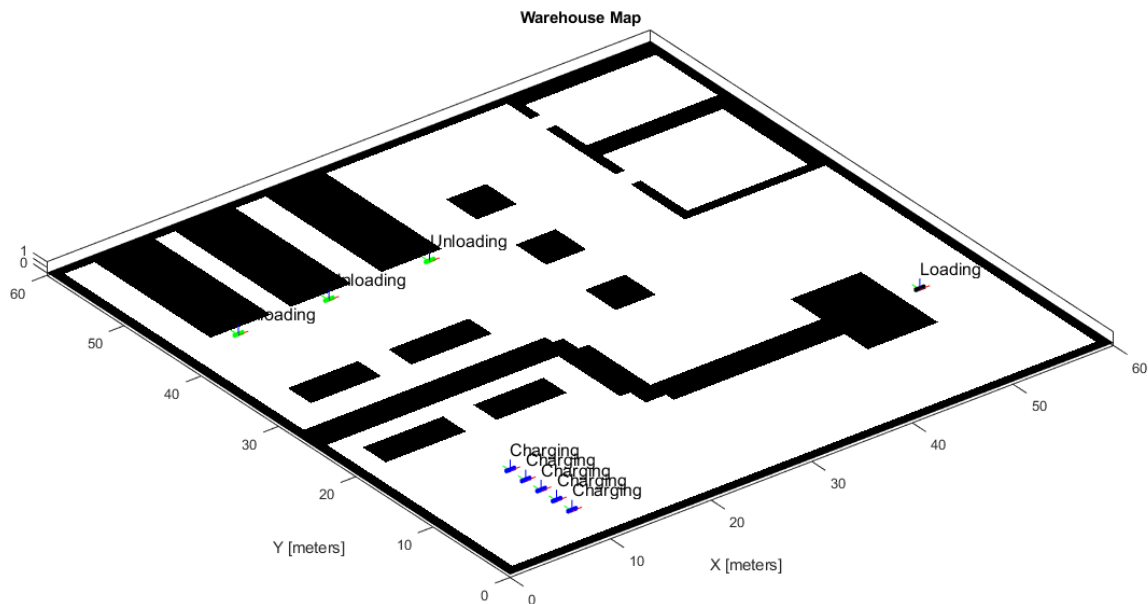 Warehouse Map
Unloading
Unloading
Unloading
Loading
Charging
Charging
Charging
Charging
Charging
1
0
60
50
40
30
20
10
0
Y [meters]
0
10
20
30
40
50
60
X [meters]